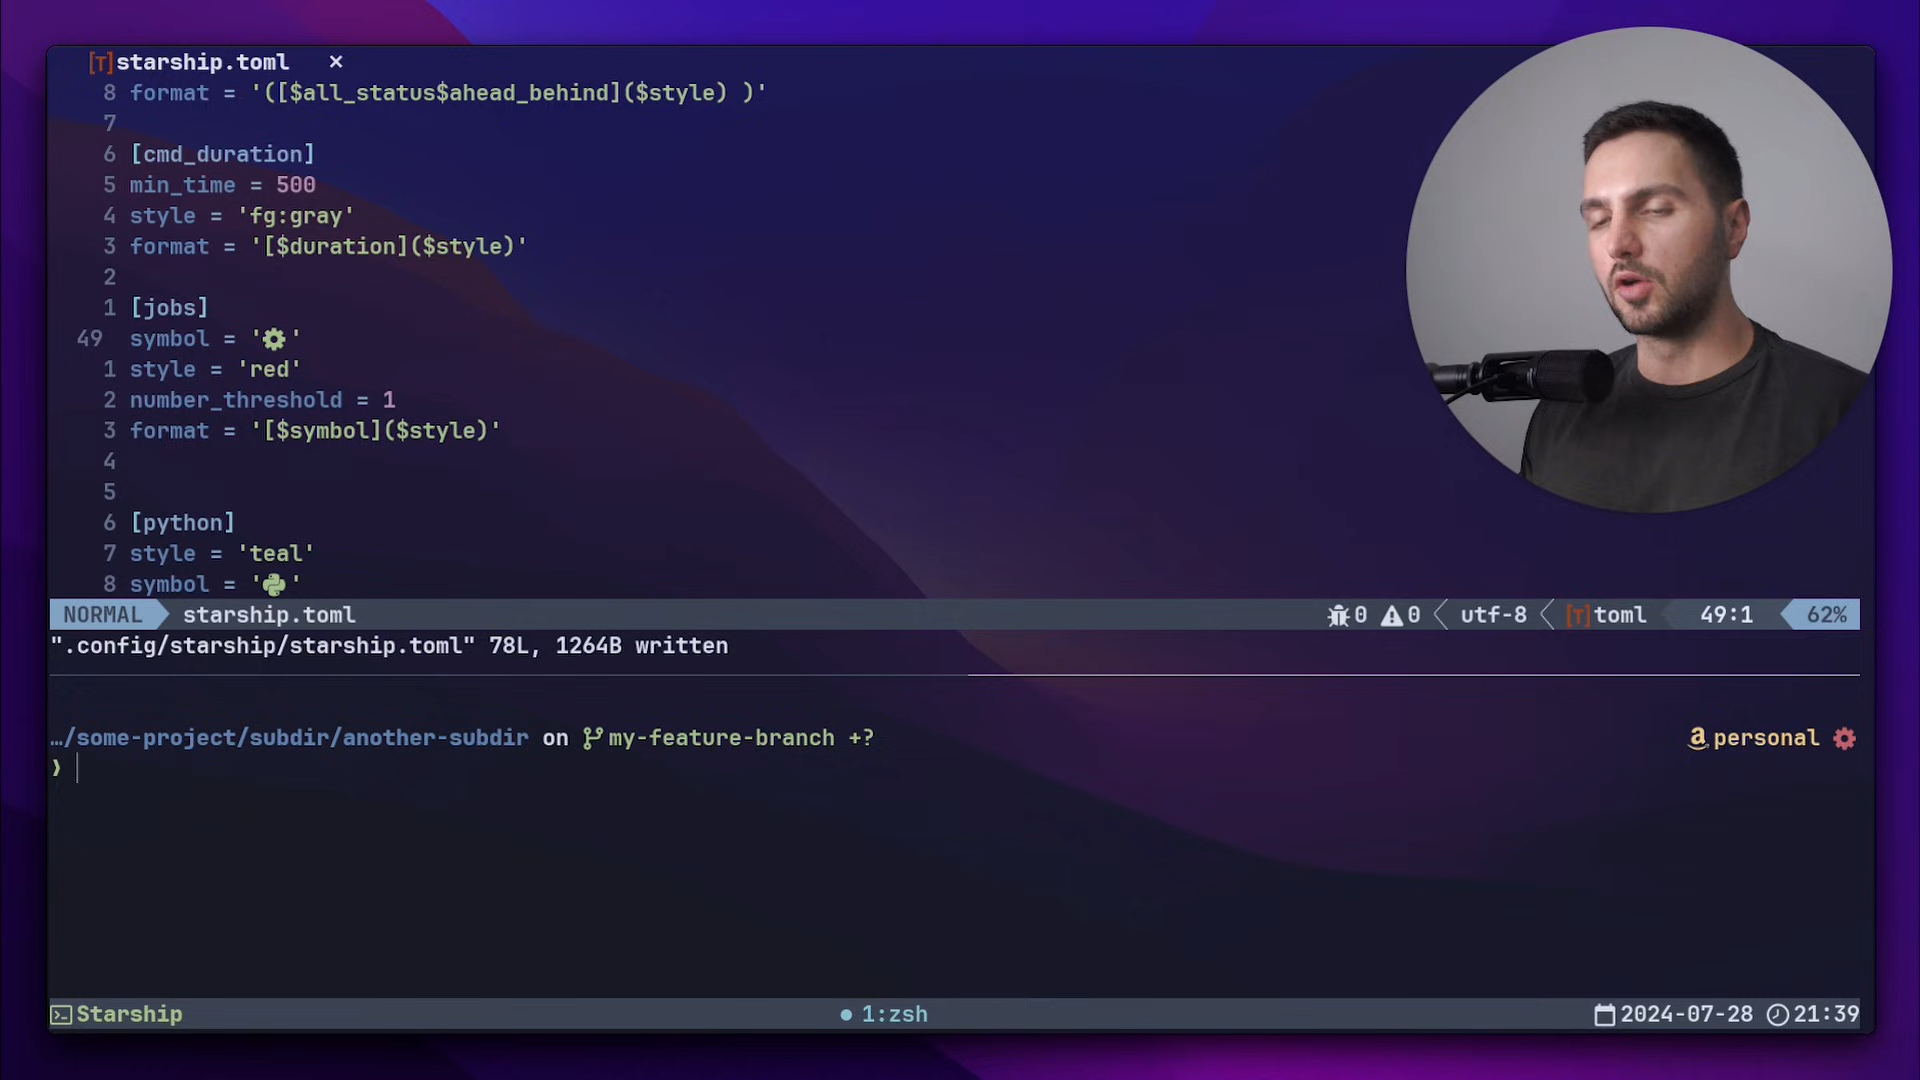 [T] starship.toml ×
8 format = '([$all_status$ahead_behind]($style) )'
7
6 [cmd_duration]
5 min_time = 500
4 style = 'fg:gray'
3 format = '[$duration]($style)'
2
1 [jobs]
49 symbol = ' '
1 style = 'red'
2 number_threshold = 1
3 format = '[$symbol]($style)'
4
5
6 [python]
7 style = 'teal'
8 symbol = ' '
NORMAL starship.toml 0 0 utf-8 [T] toml 49:1 62%
".config/starship/starship.toml" 78L, 1264B written
…/some-project/subdir/another-subdir on my-feature-branch +? a personal
❯
Starship ● 1:zsh 2024-07-28 21:39